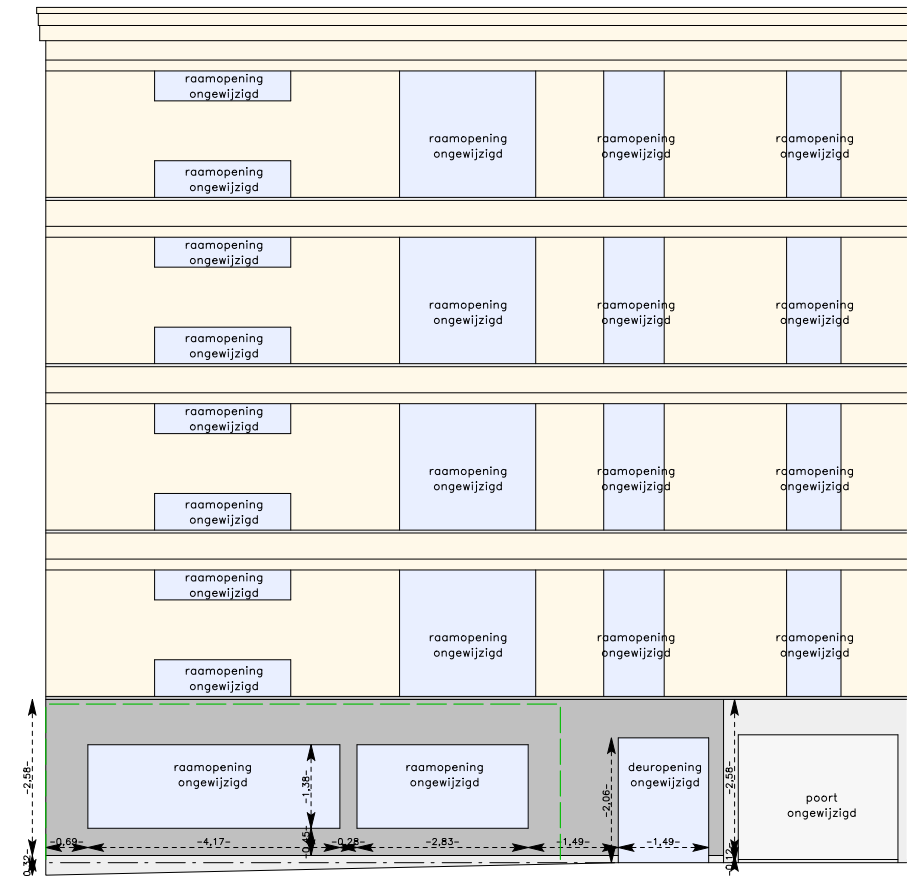 raamopening
ongewijzigd
raamopening
ongewijzigd
raamopening
ongewijzigd
raamopening
ongewijzigd
raamopening
ongewijzigd
raamopening
ongewijzigd
raamopening
ongewijzigd
raamopening
ongewijzigd
raamopening
ongewijzigd
raamopening
ongewijzigd
raamopening
ongewijzigd
raamopening
ongewijzigd
raamopening
ongewijzigd
raamopening
ongewijzigd
raamopening
ongewijzigd
raamopening
ongewijzigd
raamopening
ongewijzigd
raamopening
ongewijzigd
raamopening
ongewijzigd
raamopening
ongewijzigd
raamopening
ongewijzigd
raamopening
ongewijzigd
deuropening
ongewijzigd
poort
ongewijzigd
-2,58-
-1,38-
-2,06-
-2,58-
-0,69-
-4,17-
-0,45-
-0,28-
-2,83-
-1,49-
-1,49-
0,32-
-0,12-